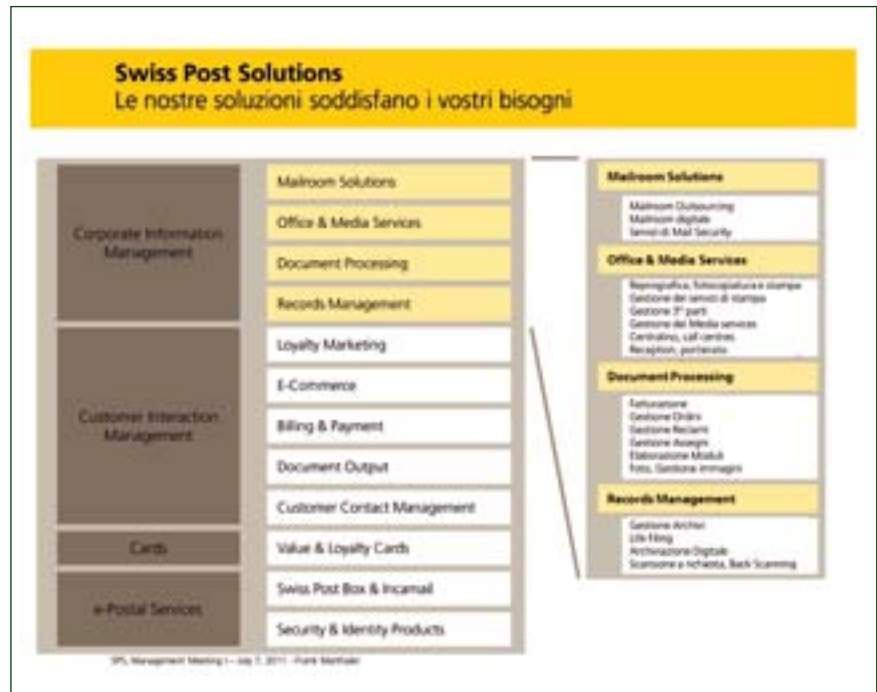 Swiss Post Solutions
Le nostre soluzioni soddisfano i vostri bisogni
Corporate Information
Management
Mailroom Solutions
Office & Media Services
Document Processing
Records Management
Customer Interaction
Management
Loyalty Marketing
E-Commerce
Billing & Payment
Document Output
Customer Contact Management
Cards
Value & Loyalty Cards
e-Postal Services
Swiss Post Box & Incamail
Security & Identity Products
Mailroom Solutions
Mailroom Outsourcing
Mailroom digitale
Servizi di Mail Security
Office & Media Services
Reprografica, fotocopiatura e stampa
Gestione dei servizi di stampa
Gestione 3° parti
Gestione dei Media services
Centralino, call centres
Reception, portierato
Document Processing
Fatturazione
Gestione Ordini
Gestione Reclami
Gestione Assegni
Elaborazione Moduli
Foto, Gestione immagini
Records Management
Gestione Archivi
Life Filing
Archiviazione Digitale
Scansione a richiesta, Back Scanning
SPS, Management Meeting I – July 7, 2011 - Frank